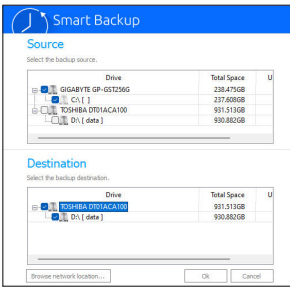 Smart Backup
Source
Select the backup source.
Drive Total Space U
GIGABYTE GP-GST256G 238.475GB
C:\ [ ] 237.608GB
TOSHIBA DT01ACA100 931.513GB
D:\ [ data ] 930.882GB
Destination
Select the backup destination.
Drive Total Space U
TOSHIBA DT01ACA100 931.513GB
D:\ [ data ] 930.882GB
Browse network location... Ok Cancel